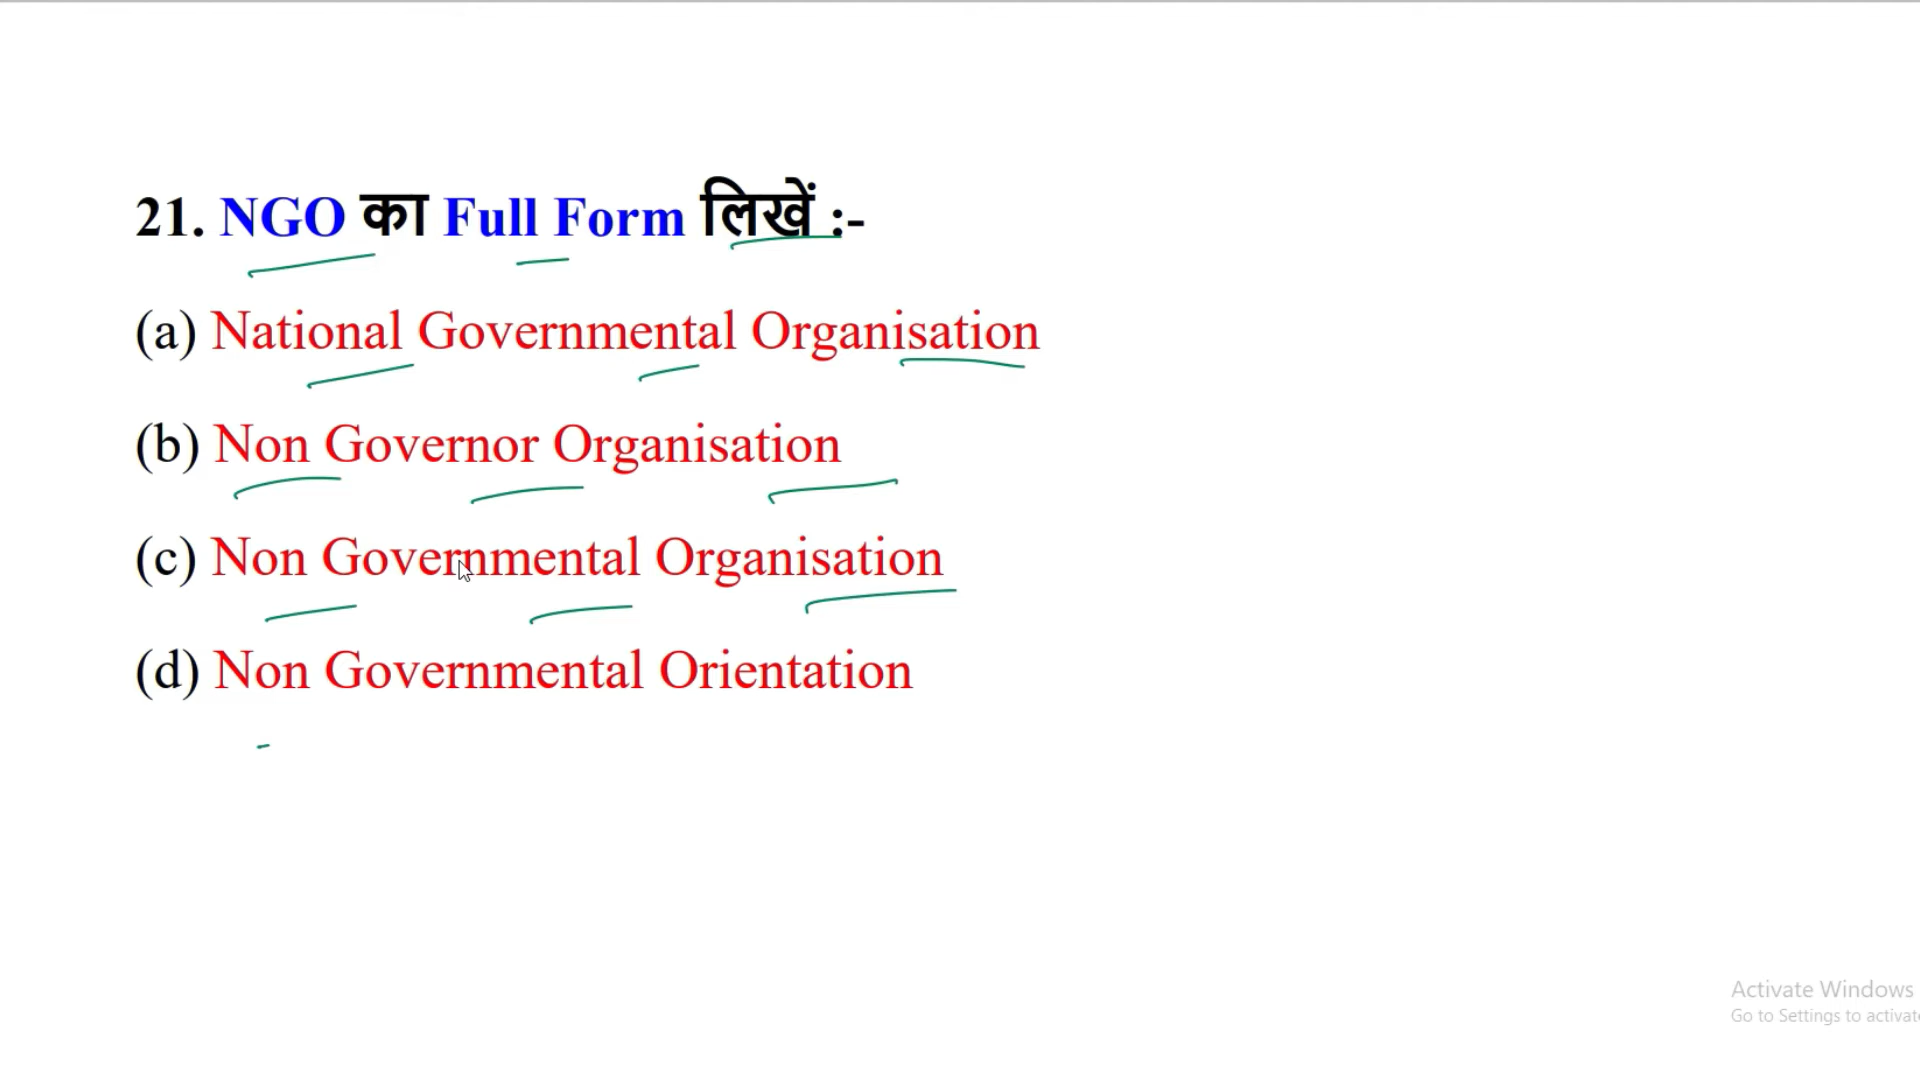 21. NGO का Full Form लिखें :-
(a) National Governmental Organisation
(b) Non Governor Organisation
(c) Non Governmental Organisation
(d) Non Governmental Orientation
Activate Windows
Go to Settings to activate